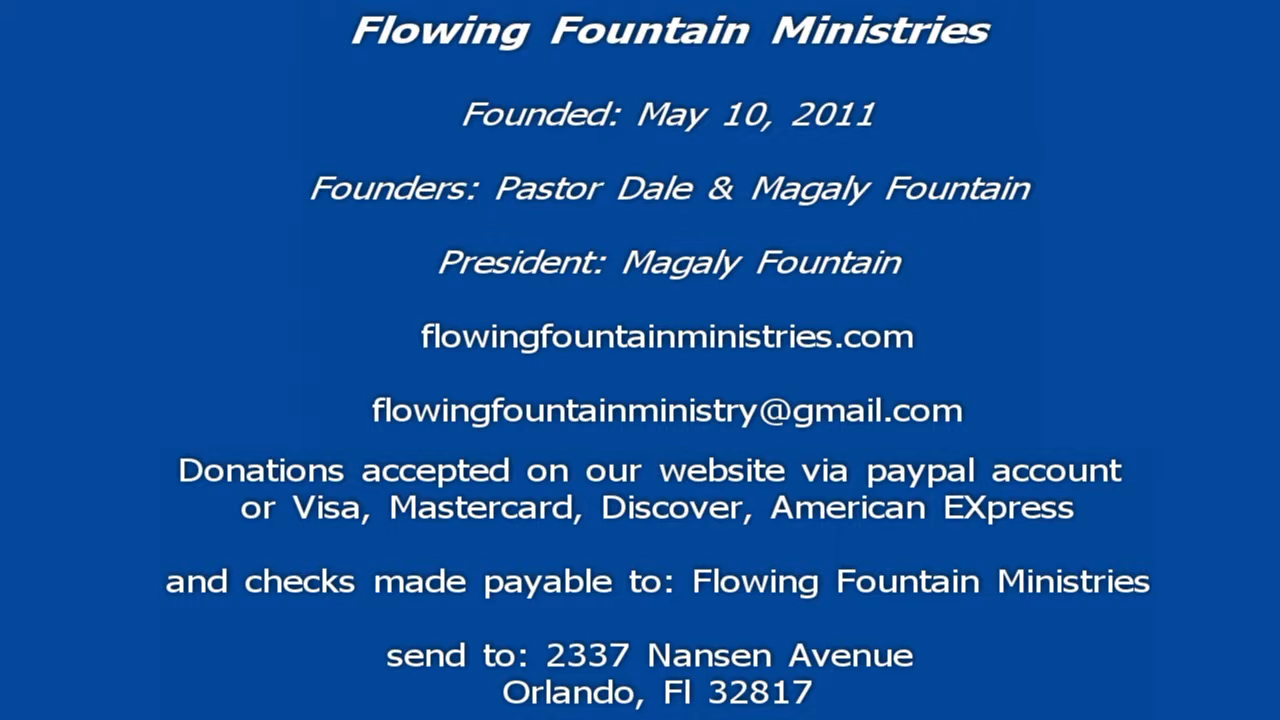 Flowing Fountain Ministries
Founded: May 10, 2011
Founders: Pastor Dale & Magaly Fountain
President: Magaly Fountain
flowingfountainministries.com
flowingfountainministry@gmail.com
Donations accepted on our website via paypal account
or Visa, Mastercard, Discover, American EXpress
and checks made payable to: Flowing Fountain Ministries
send to: 2337 Nansen Avenue
Orlando, Fl 32817